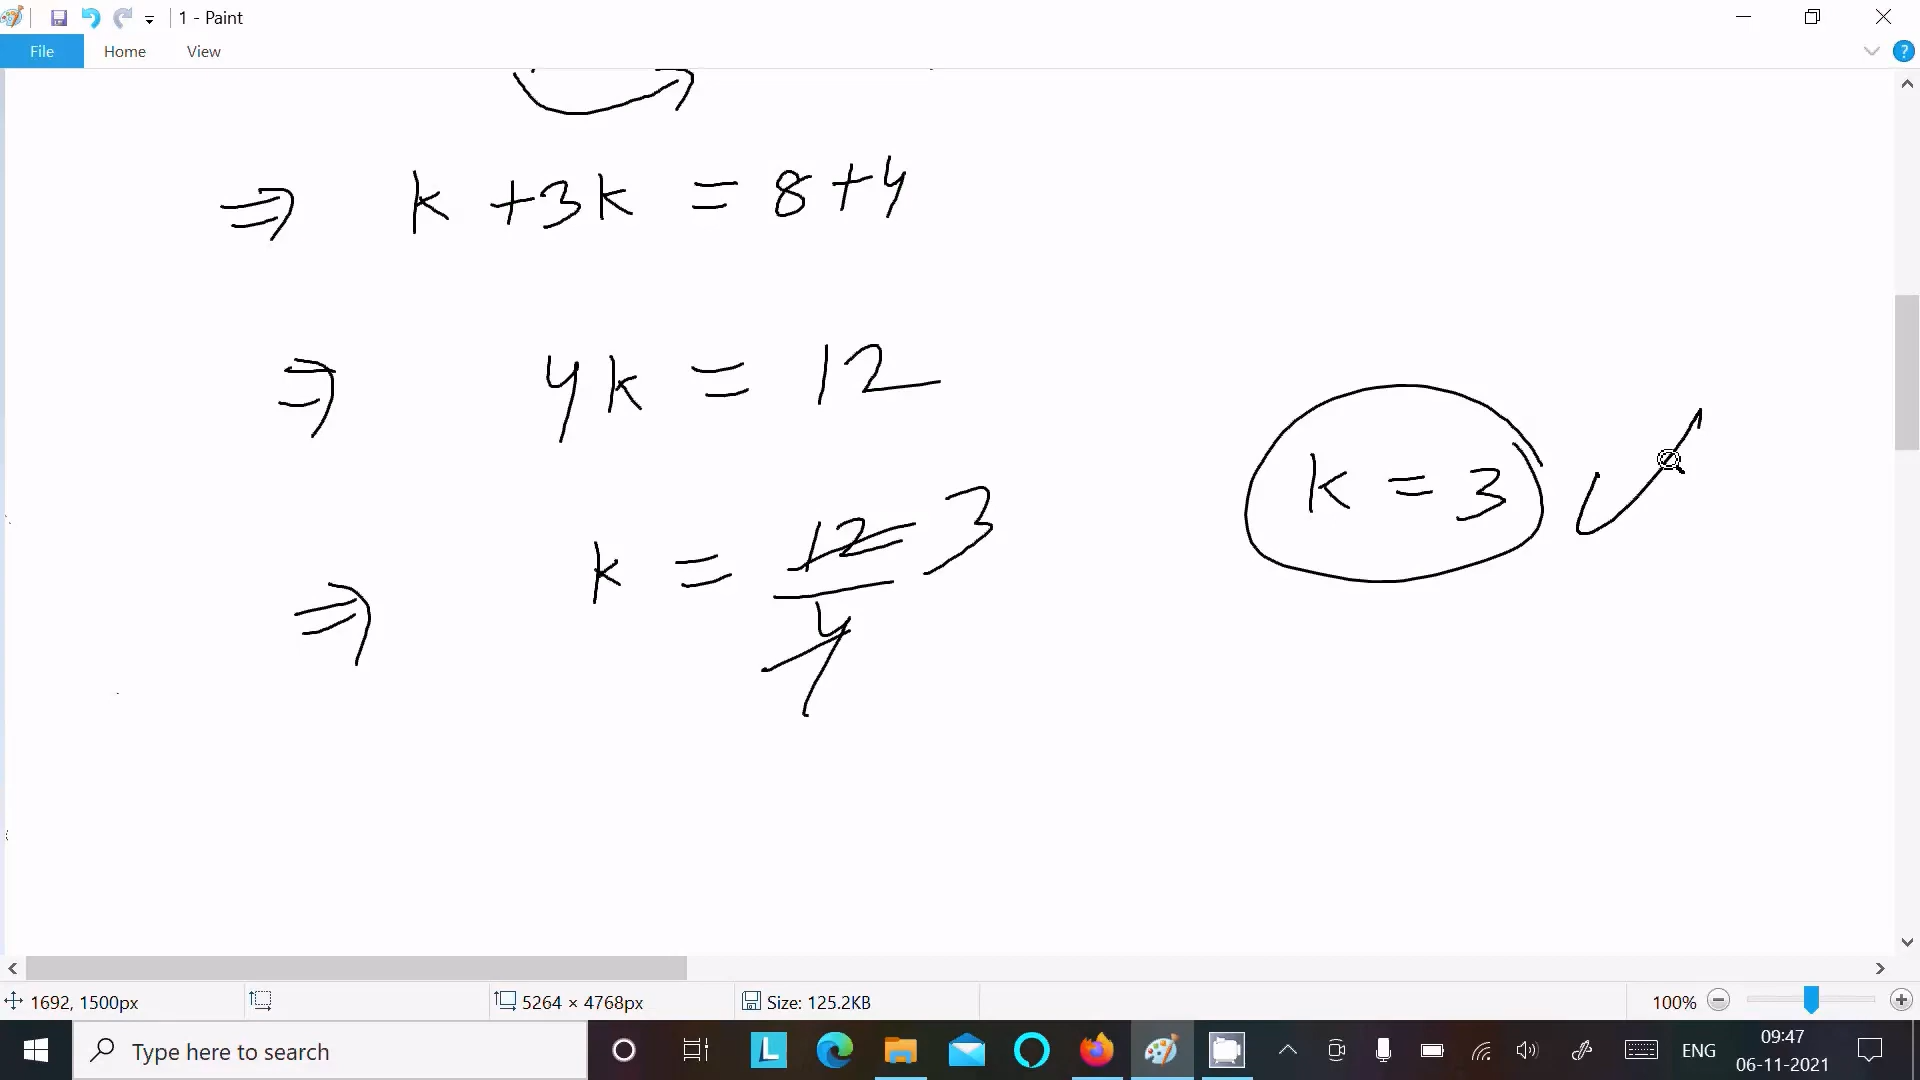 1 - Paint
File Home View
⇒ k + 3k = 8 + 4
⇒ 4k = 12
⇒ k = 12/4 3
k = 3 ✓
1692, 1500px 5264 × 4768px Size: 125.2KB 100%
Type here to search L ENG 09:47
06-11-2021